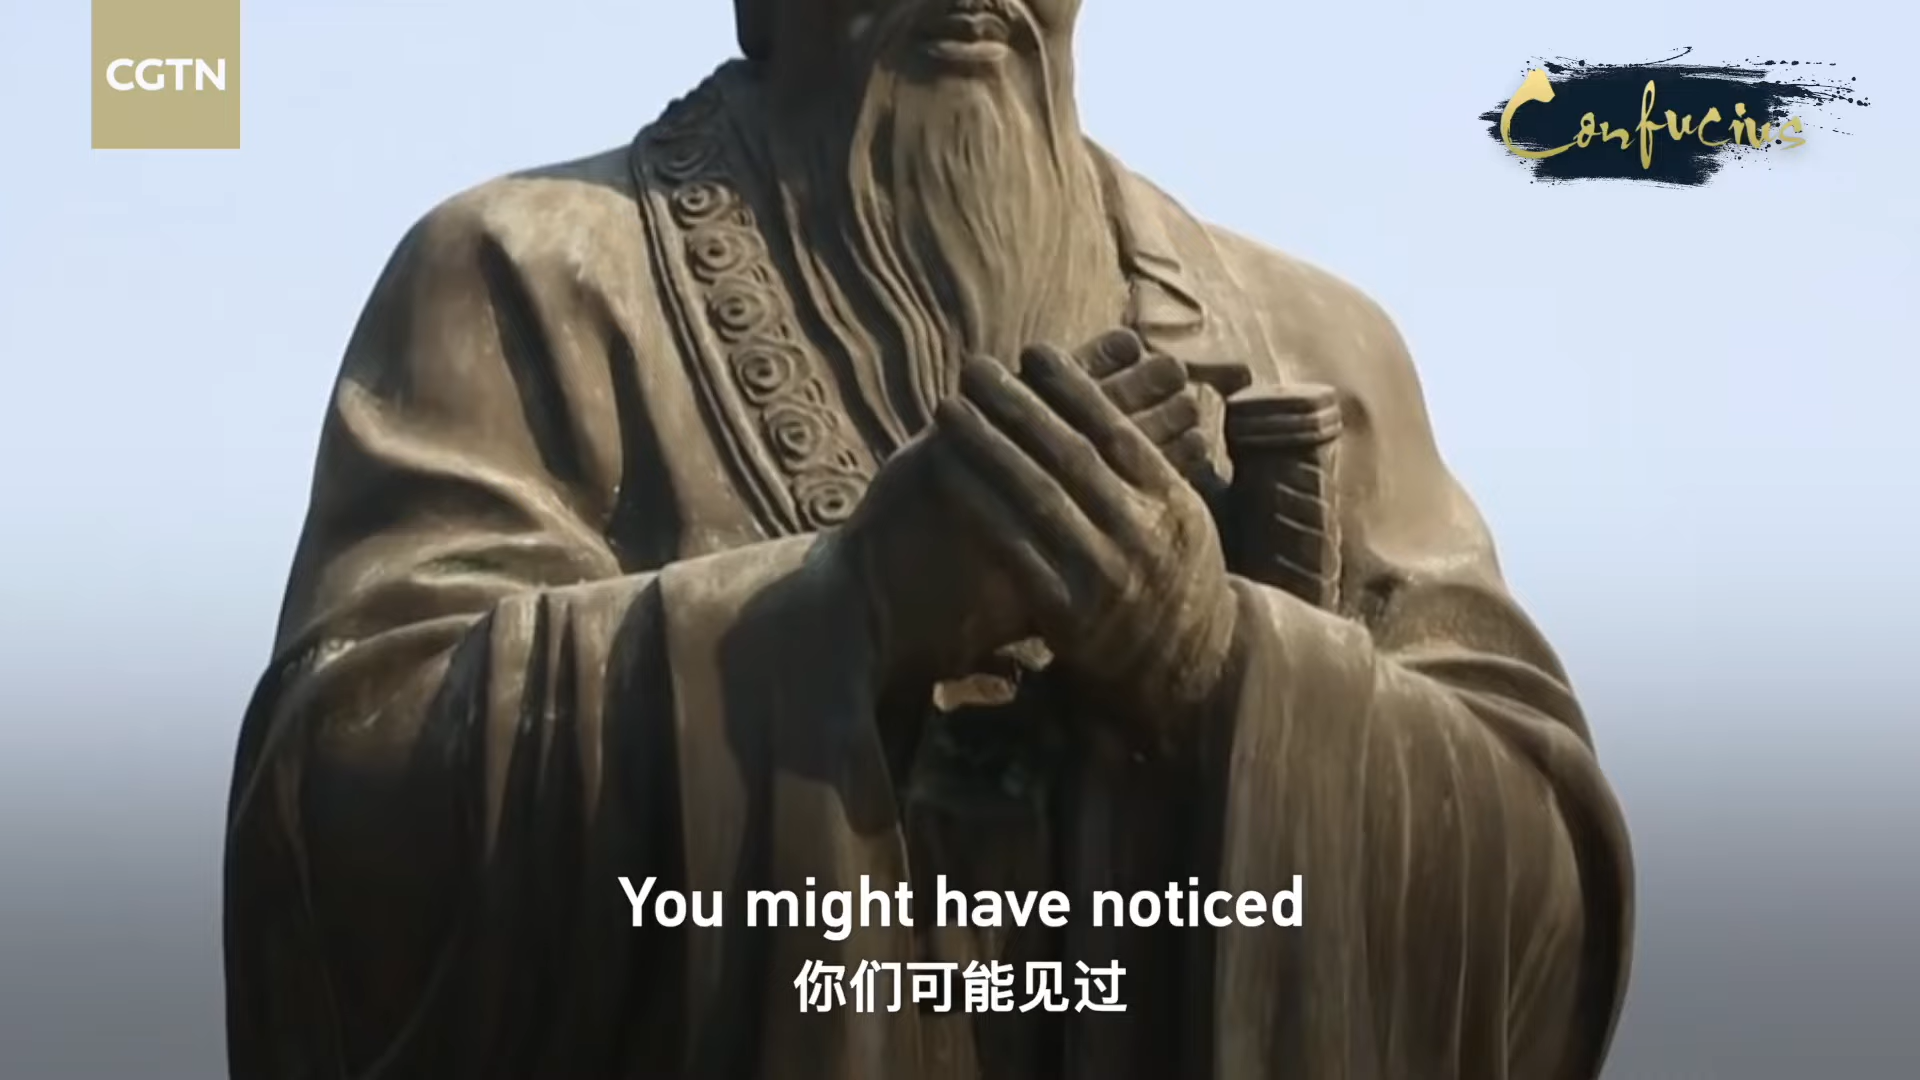 CGTN
Confucius
You might have noticed
你们可能见过